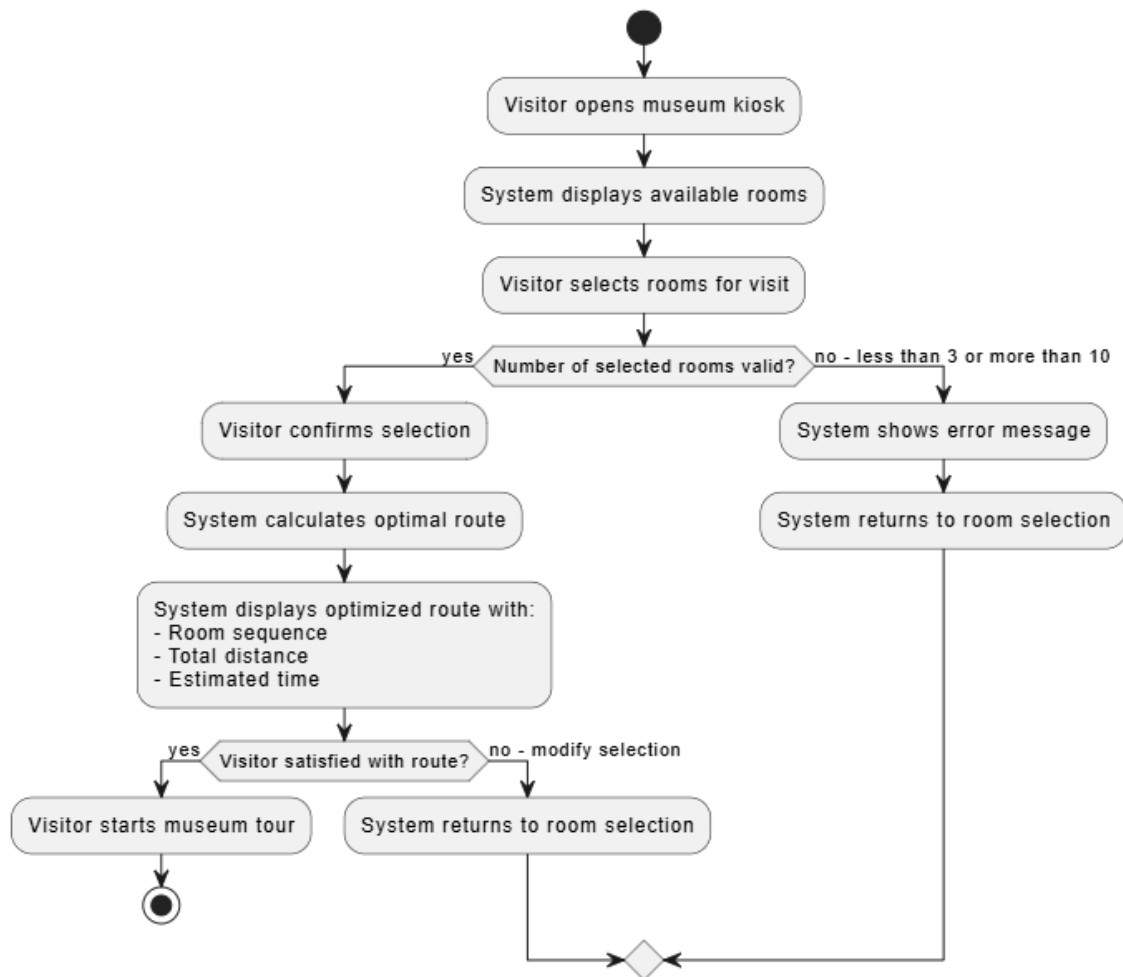 Visitor opens museum kiosk
System displays available rooms
Visitor selects rooms for visit
yes
Number of selected rooms valid?
no - less than 3 or more than 10
Visitor confirms selection
System calculates optimal route
System displays optimized route with:
- Room sequence
- Total distance
- Estimated time
yes
Visitor satisfied with route?
no - modify selection
Visitor starts museum tour
System returns to room selection
System shows error message
System returns to room selection